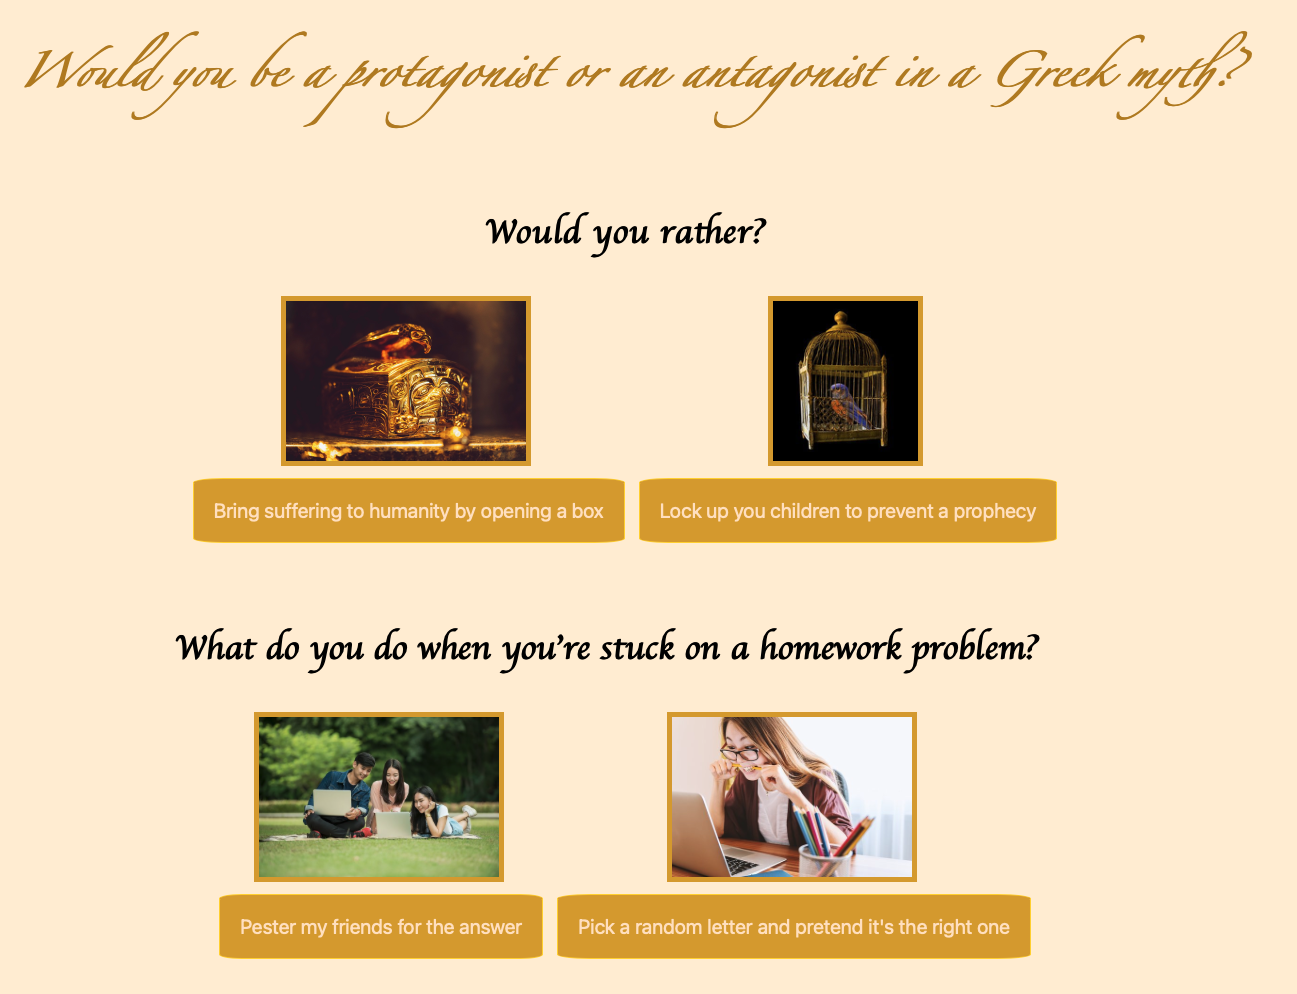 Would you be a protagonist or an antagonist in a Greek myth?
Would you rather?
Bring suffering to humanity by opening a box
Lock up you children to prevent a prophecy
What do you do when you're stuck on a homework problem?
Pester my friends for the answer
Pick a random letter and pretend it's the right one